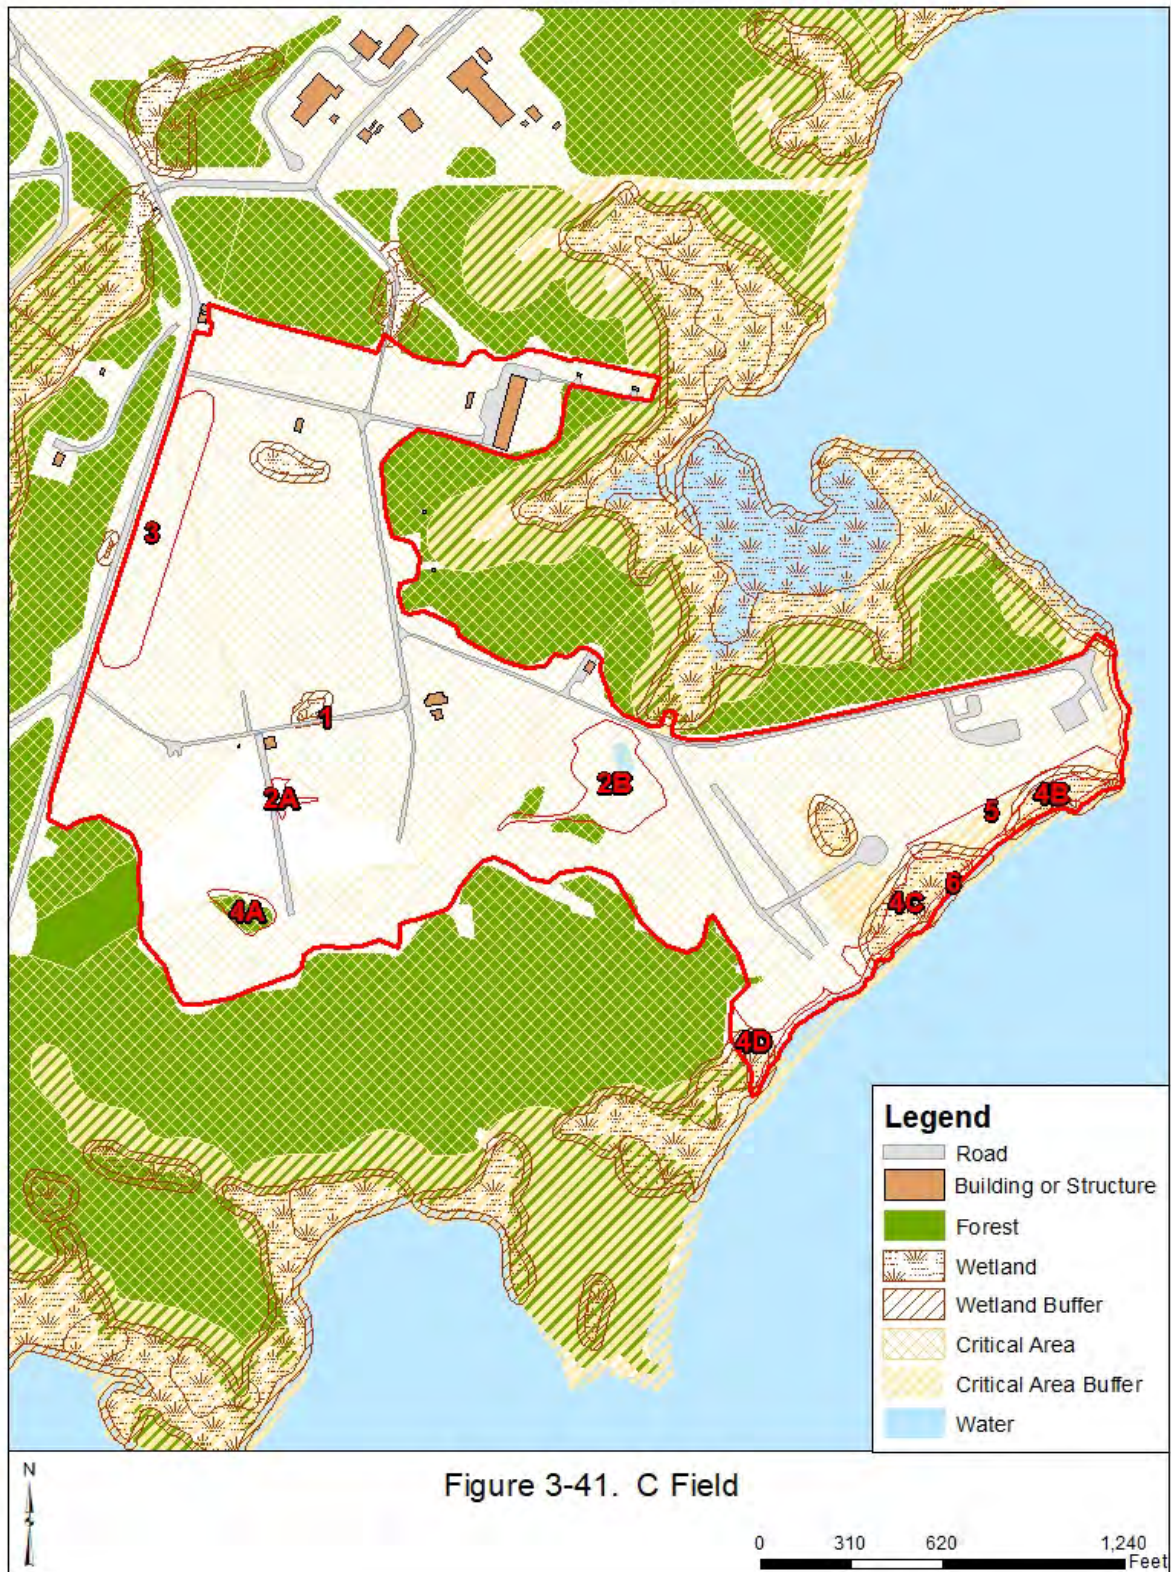 3
1
2A
2B
4B
5
6
4C
4A
4D
Legend
Road
Building or Structure
Forest
Wetland
Wetland Buffer
Critical Area
Critical Area Buffer
Water
N
Figure 3-41. C Field
0 310 620 1,240
Feet